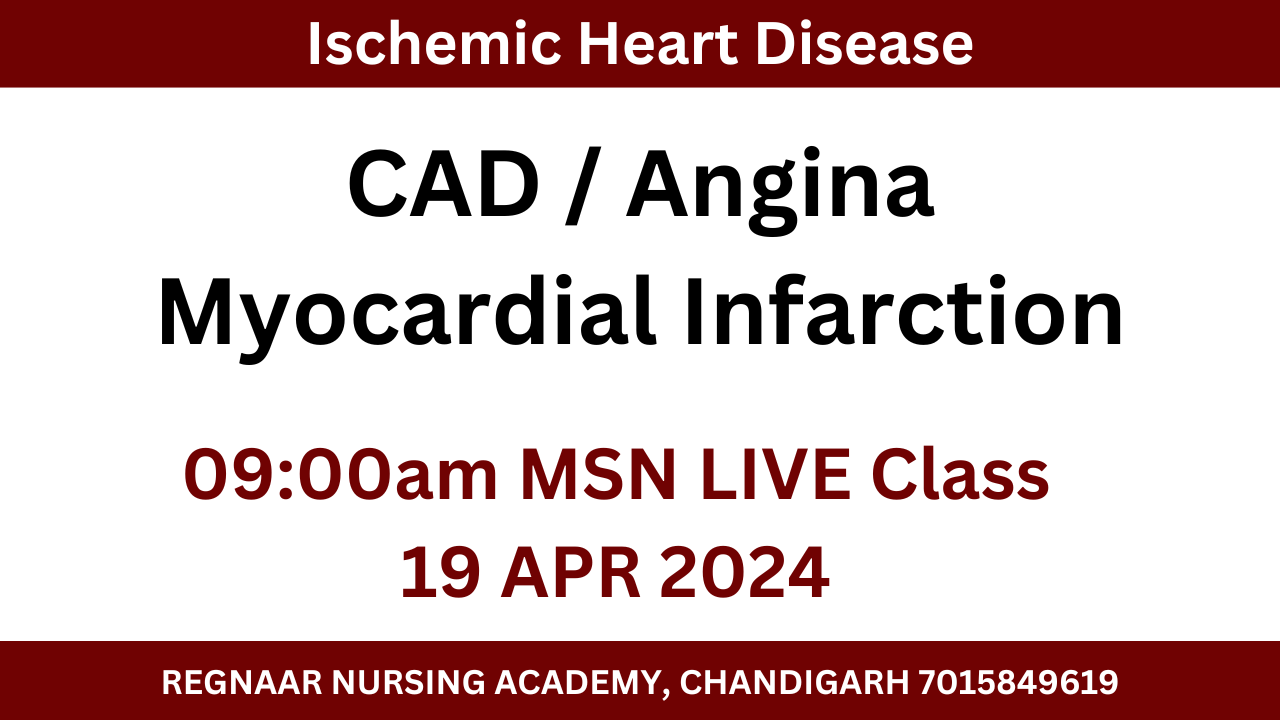 Ischemic Heart Disease
CAD / Angina
Myocardial Infarction
09:00am MSN LIVE Class
19 APR 2024
REGNAAR NURSING ACADEMY, CHANDIGARH 7015849619